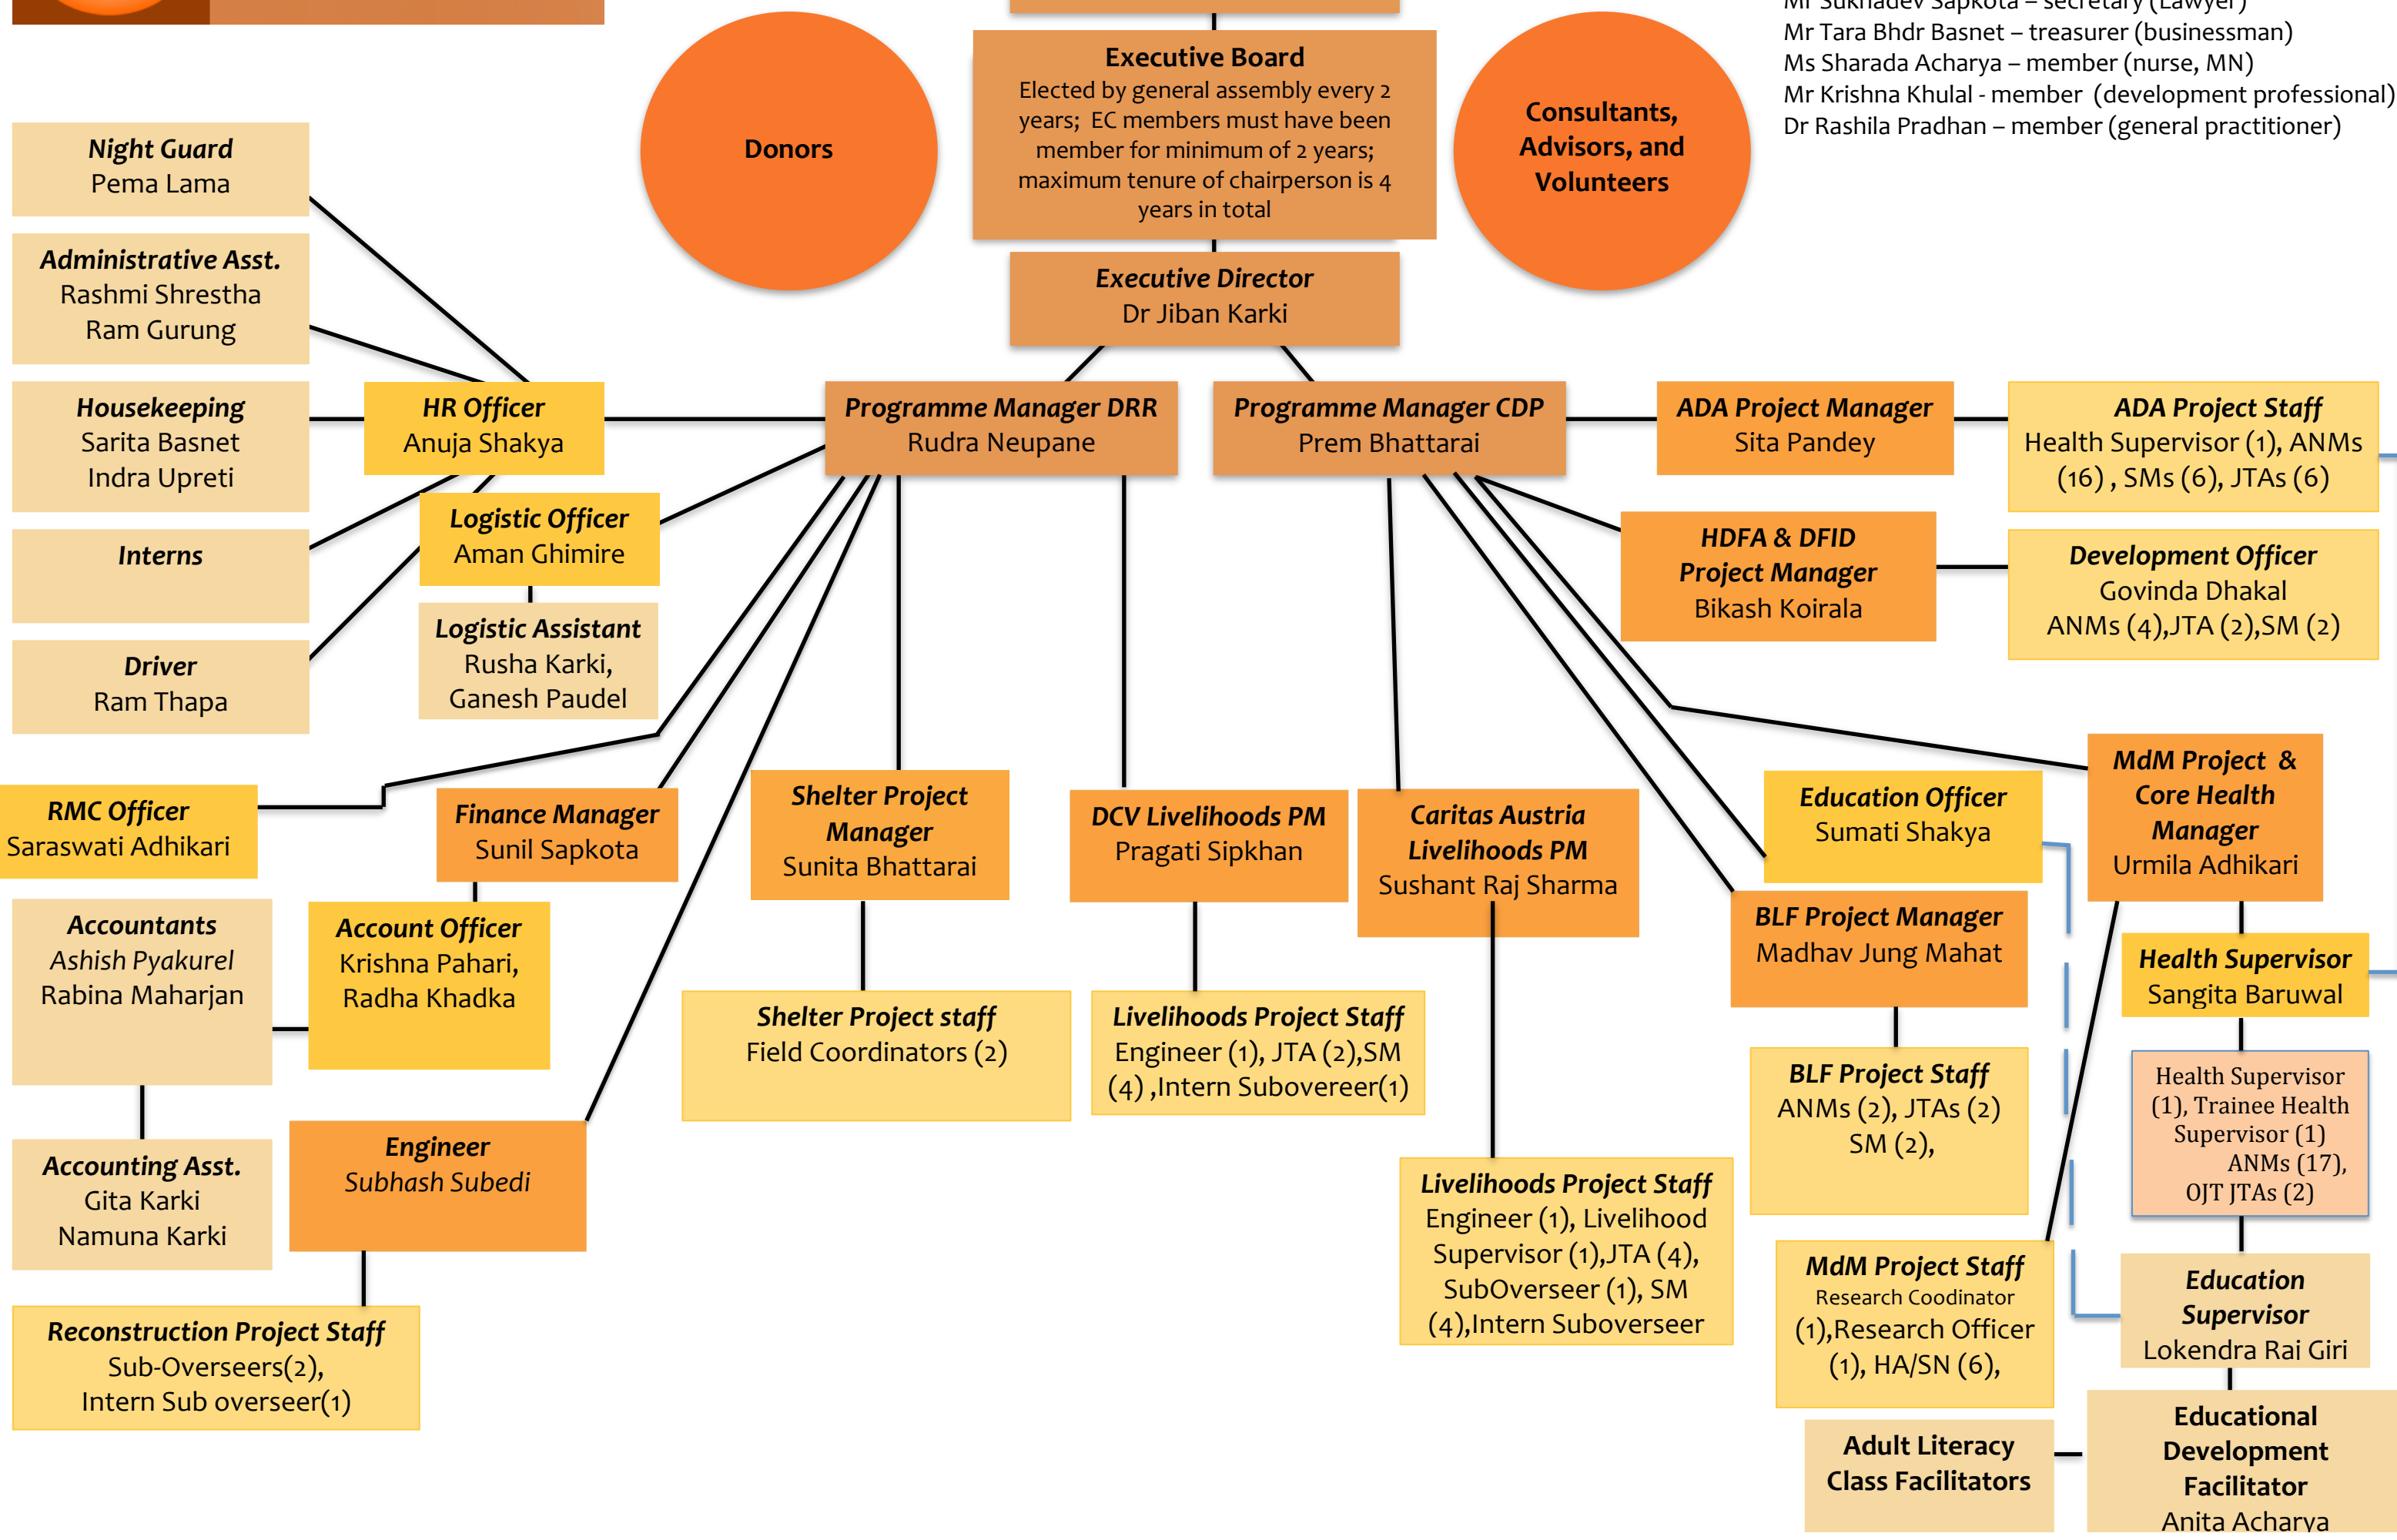 Mr Sukhadev Sapkota – secretary (Lawyer)
Mr Tara Bhdr Basnet – treasurer (businessman)
Ms Sharada Acharya – member (nurse, MN)
Mr Krishna Khulal - member (development professional)
Dr Rashila Pradhan – member (general practitioner)
Executive Board
Elected by general assembly every 2
years; EC members must have been
member for minimum of 2 years;
maximum tenure of chairperson is 4
years in total
Donors
Consultants,
Advisors, and
Volunteers
Executive Director
Dr Jiban Karki
Night Guard
Pema Lama
Administrative Asst.
Rashmi Shrestha
Ram Gurung
Housekeeping
Sarita Basnet
Indra Upreti
Interns
Driver
Ram Thapa
HR Officer
Anuja Shakya
Logistic Officer
Aman Ghimire
Logistic Assistant
Rusha Karki,
Ganesh Paudel
Programme Manager DRR
Rudra Neupane
Programme Manager CDP
Prem Bhattarai
ADA Project Manager
Sita Pandey
ADA Project Staff
Health Supervisor (1), ANMs
(16) , SMs (6), JTAs (6)
HDFA & DFID
Project Manager
Bikash Koirala
Development Officer
Govinda Dhakal
ANMs (4),JTA (2),SM (2)
RMC Officer
Saraswati Adhikari
Finance Manager
Sunil Sapkota
Shelter Project
Manager
Sunita Bhattarai
DCV Livelihoods PM
Pragati Sipkhan
Caritas Austria
Livelihoods PM
Sushant Raj Sharma
Education Officer
Sumati Shakya
MdM Project &
Core Health
Manager
Urmila Adhikari
Accountants
Ashish Pyakurel
Rabina Maharjan
Account Officer
Krishna Pahari,
Radha Khadka
BLF Project Manager
Madhav Jung Mahat
Health Supervisor
Sangita Baruwal
Shelter Project staff
Field Coordinators (2)
Livelihoods Project Staff
Engineer (1), JTA (2),SM
(4) ,Intern Subovereer(1)
BLF Project Staff
ANMs (2), JTAs (2)
SM (2),
Health Supervisor
(1), Trainee Health
Supervisor (1)
ANMs (17),
OJT JTAs (2)
Accounting Asst.
Gita Karki
Namuna Karki
Engineer
Subhash Subedi
Livelihoods Project Staff
Engineer (1), Livelihood
Supervisor (1),JTA (4),
SubOverseer (1), SM
(4),Intern Suboverseer
MdM Project Staff
Research Coodinator
(1),Research Officer
(1), HA/SN (6),
Education
Supervisor
Lokendra Raj Giri
Reconstruction Project Staff
Sub-Overseers(2),
Intern Sub overseer(1)
Adult Literacy
Class Facilitators
Educational
Development
Facilitator
Anita Acharya